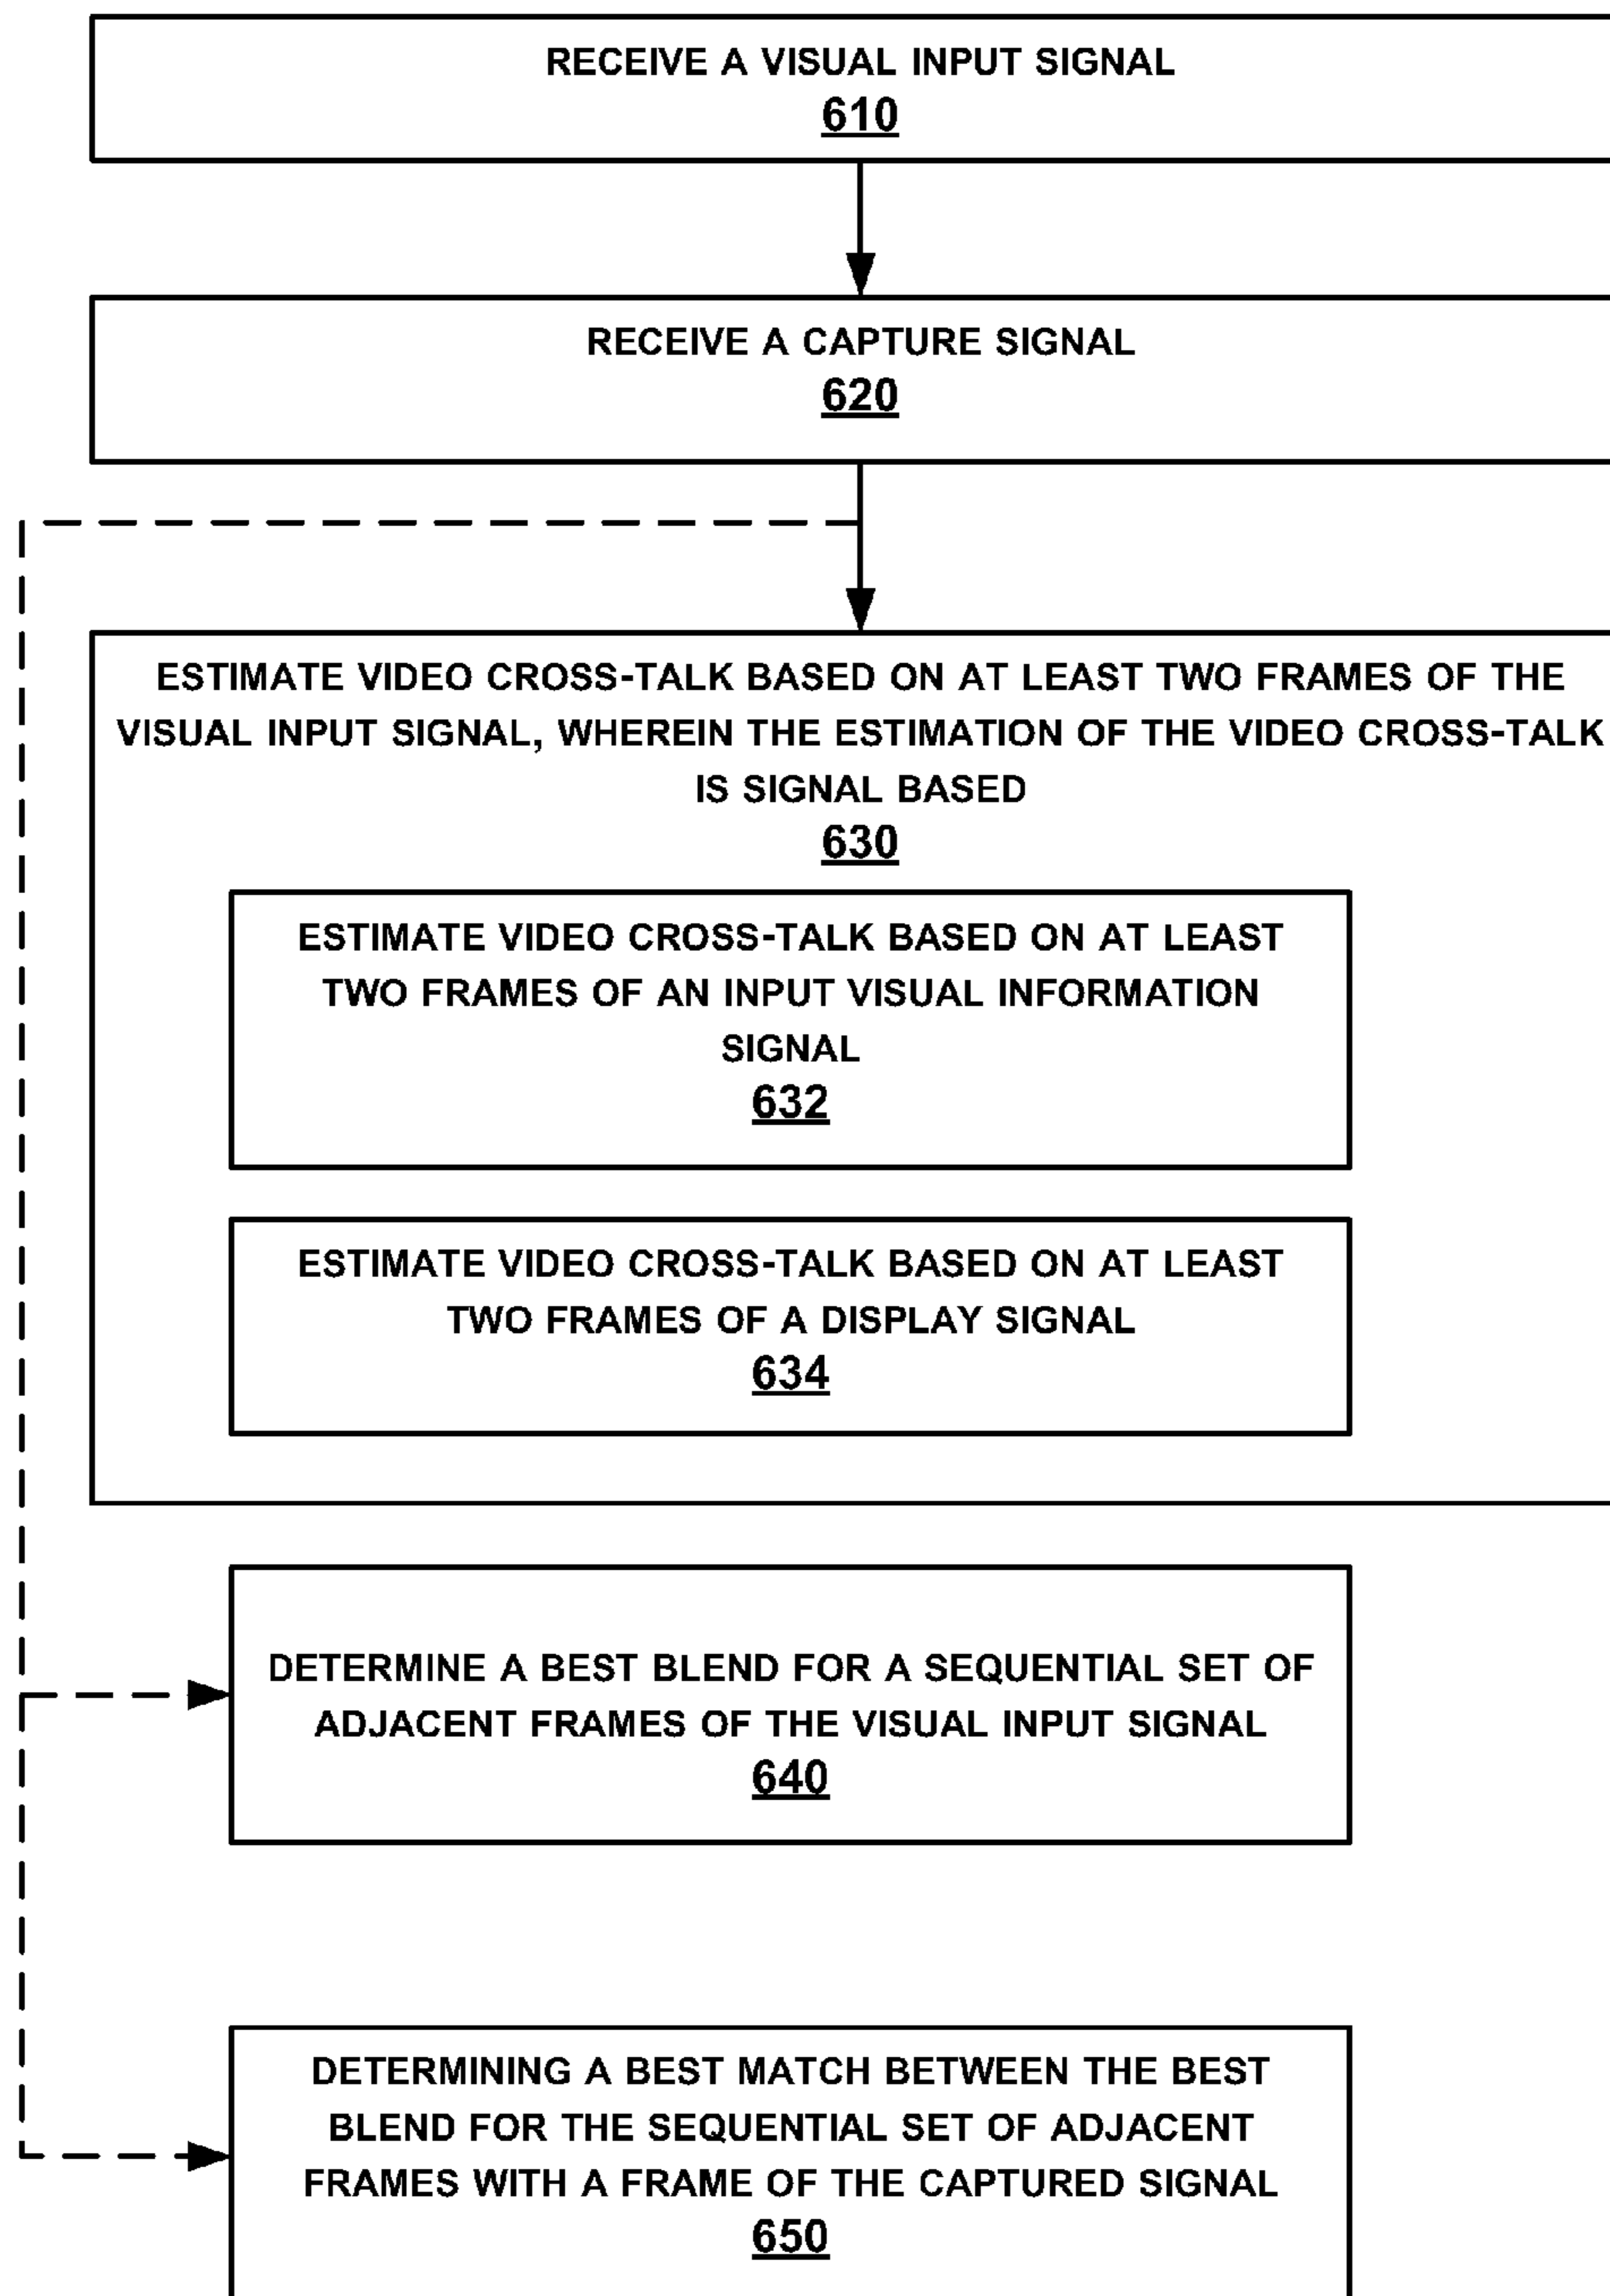 RECEIVE A VISUAL INPUT SIGNAL
610
RECEIVE A CAPTURE SIGNAL
620
ESTIMATE VIDEO CROSS-TALK BASED ON AT LEAST TWO FRAMES OF THE
VISUAL INPUT SIGNAL, WHEREIN THE ESTIMATION OF THE VIDEO CROSS-TALK
IS SIGNAL BASED
630
ESTIMATE VIDEO CROSS-TALK BASED ON AT LEAST
TWO FRAMES OF AN INPUT VISUAL INFORMATION
SIGNAL
632
ESTIMATE VIDEO CROSS-TALK BASED ON AT LEAST
TWO FRAMES OF A DISPLAY SIGNAL
634
DETERMINE A BEST BLEND FOR A SEQUENTIAL SET OF
ADJACENT FRAMES OF THE VISUAL INPUT SIGNAL
640
DETERMINING A BEST MATCH BETWEEN THE BEST
BLEND FOR THE SEQUENTIAL SET OF ADJACENT
FRAMES WITH A FRAME OF THE CAPTURED SIGNAL
650